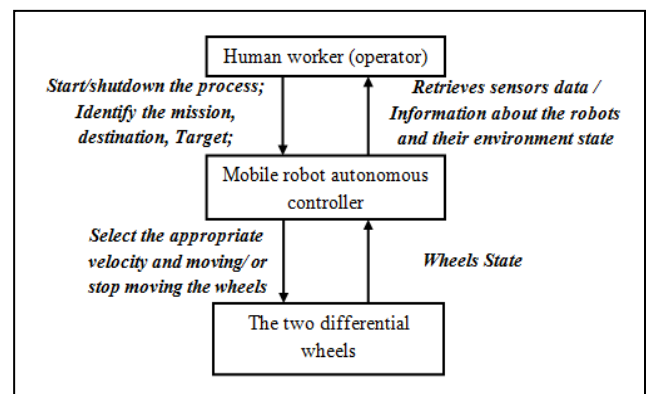 Human worker (operator)
Start/shutdown the process;
Identify the mission,
destination, Target;
Retrieves sensors data /
Information about the robots
and their environment state
Mobile robot autonomous
controller
Select the appropriate
velocity and moving/ or
stop moving the wheels
Wheels State
The two differential
wheels